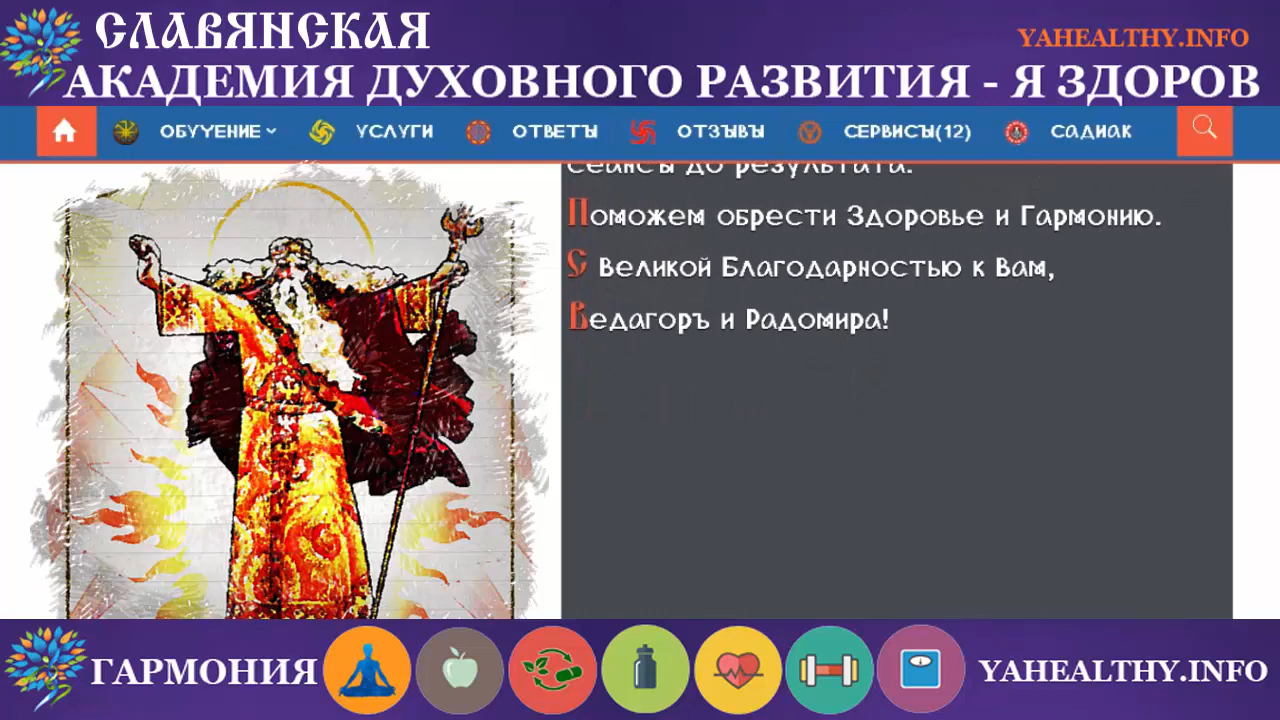 СЛАВЯНСКАЯ
YAHEALTHY.INFO
АКАДЕМИЯ ДУХОВНОГО РАЗВИТИЯ - Я ЗДОРОВ
ОБУЧЕНИЕ УСЛУГИ ОТВЕТЫ ОТЗЫВЫ СЕРВИСЫ(12) САДИАК
сеансы до результата.
Поможем обрести Здоровье и Гармонию.
С Великой Благодарностью к Вам,
Ведагоръ и Радомира!
ГАРМОНИЯ
YAHEALTHY.INFO